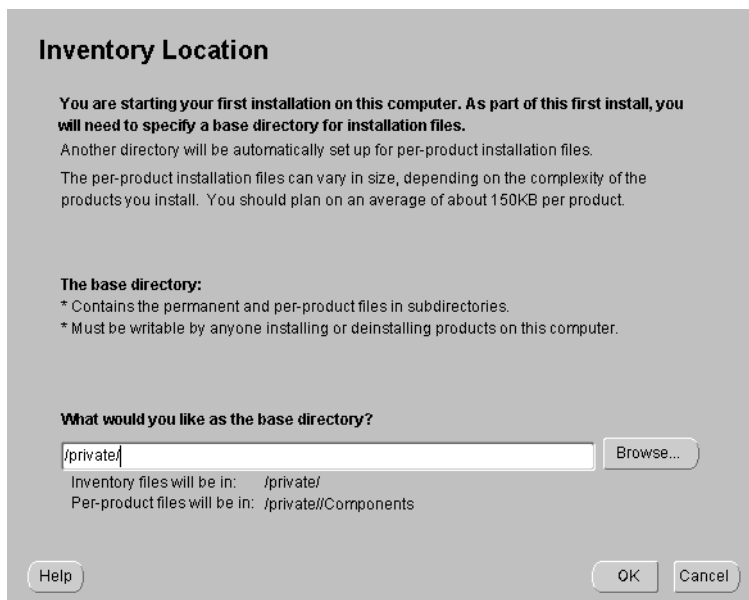 Inventory Location
You are starting your first installation on this computer. As part of this first install, you
will need to specify a base directory for installation files.
Another directory will be automatically set up for per-product installation files.
The per-product installation files can vary in size, depending on the complexity of the
products you install. You should plan on an average of about 150KB per product.
The base directory:
* Contains the permanent and per-product files in subdirectories.
* Must be writable by anyone installing or deinstalling products on this computer.
What would you like as the base directory?
/private/
Browse...
Inventory files will be in: /private/
Per-product files will be in: /private//Components
Help
OK
Cancel